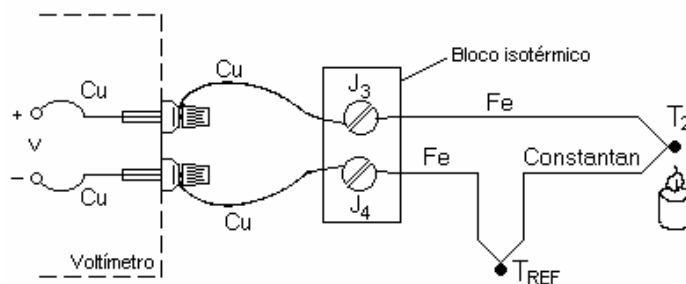 Bloco isotérmico
Cu
Cu
J3
Fe
T2
+
V
Fe
Constantan
–
Cu
Cu
J4
Voltímetro
TREF